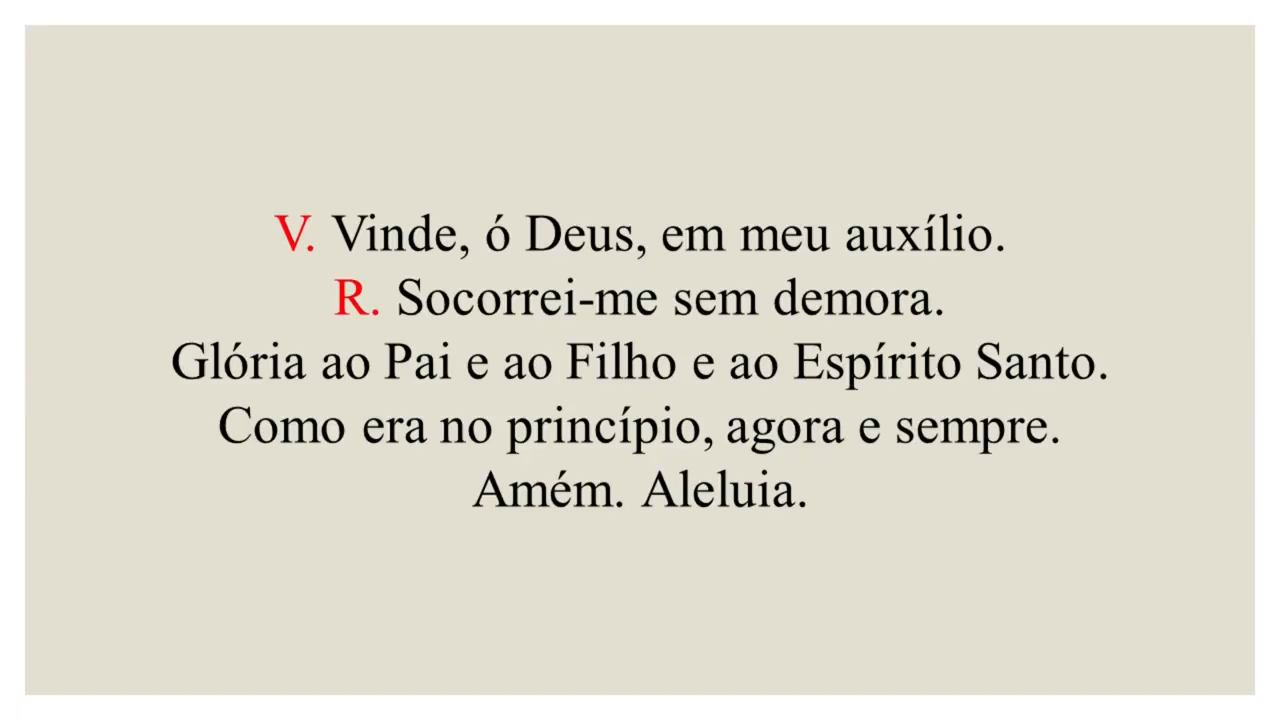 V. Vinde, ó Deus, em meu auxílio.
R. Socorrei-me sem demora.
Glória ao Pai e ao Filho e ao Espírito Santo.
Como era no princípio, agora e sempre.
Amém. Aleluia.